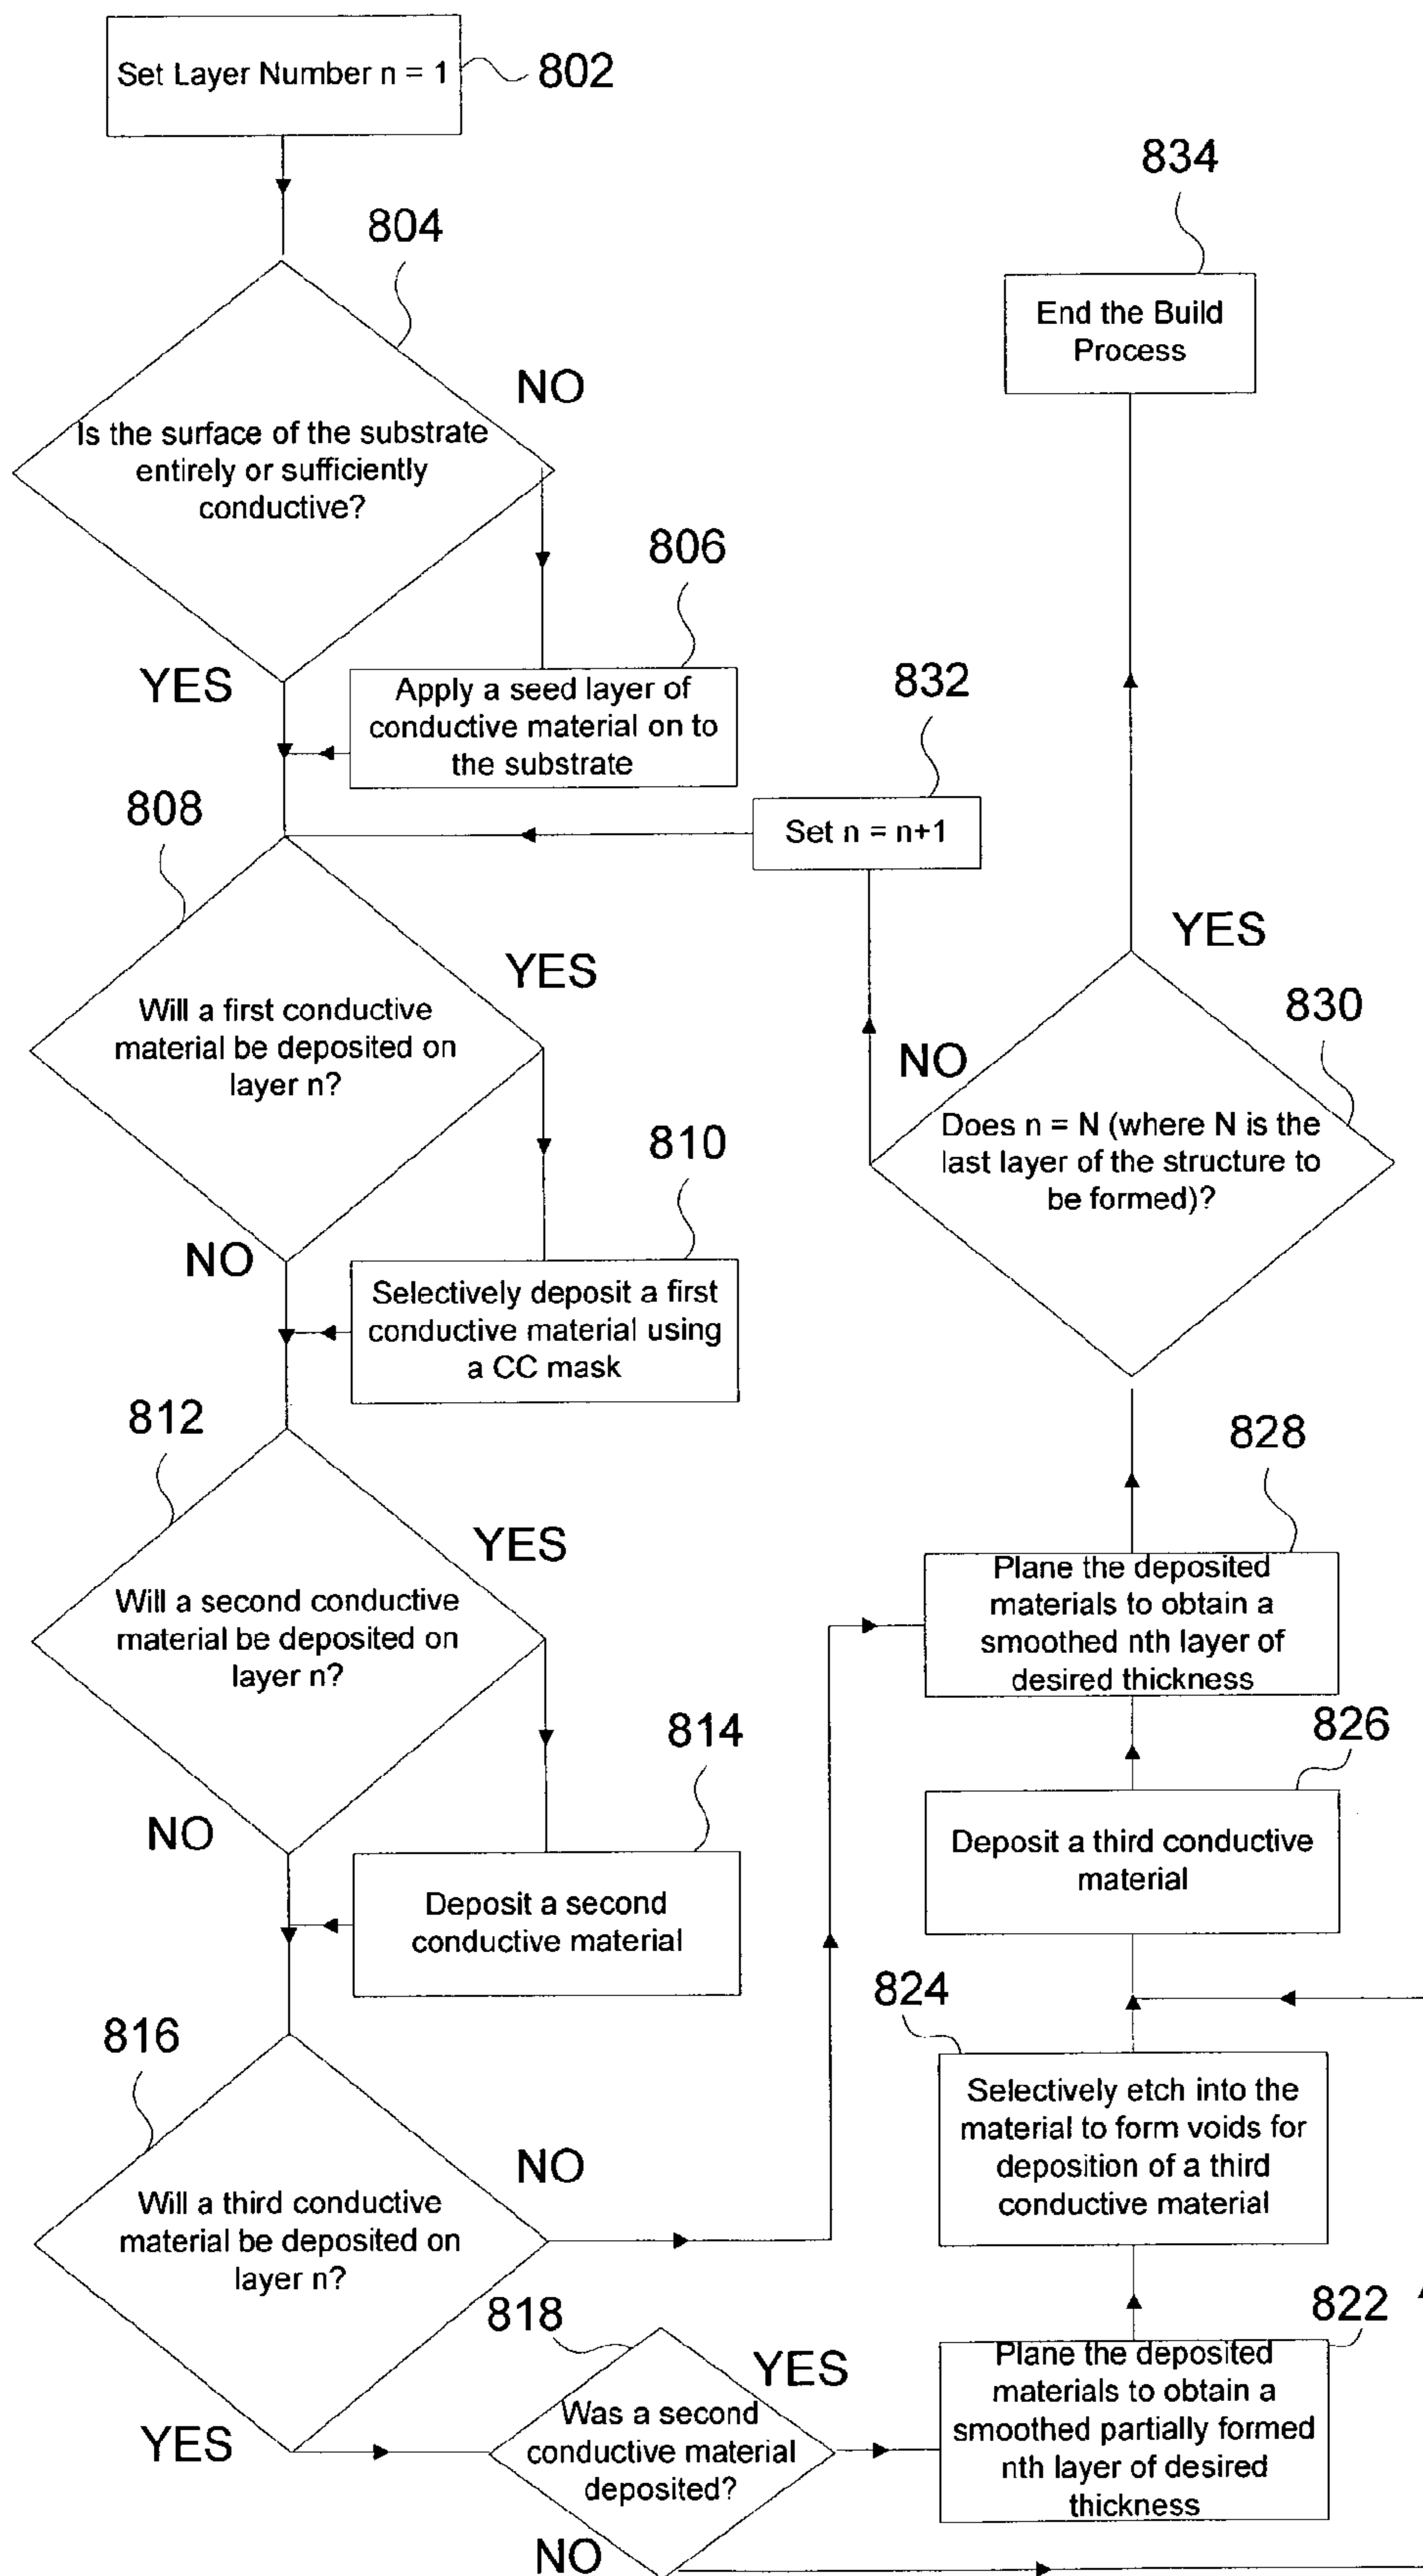 Set Layer Number n = 1
802
804
NO
Is the surface of the substrate
entirely or sufficiently
conductive?
YES
806
Apply a seed layer of
conductive material on to
the substrate
808
YES
Will a first conductive
material be deposited on
layer n?
NO
810
Selectively deposit a first
conductive material using
a CC mask
812
YES
Will a second conductive
material be deposited on
layer n?
NO
814
Deposit a second
conductive material
816
NO
Will a third conductive
material be deposited on
layer n?
YES
818
YES
Was a second
conductive material
deposited?
NO
822
Plane the deposited
materials to obtain a
smoothed partially formed
nth layer of desired
thickness
824
Selectively etch into the
material to form voids for
deposition of a third
conductive material
826
Deposit a third conductive
material
828
Plane the deposited
materials to obtain a
smoothed nth layer of
desired thickness
830
Does n = N (where N is the
last layer of the structure to
be formed)?
NO
YES
832
Set n = n+1
834
End the Build
Process